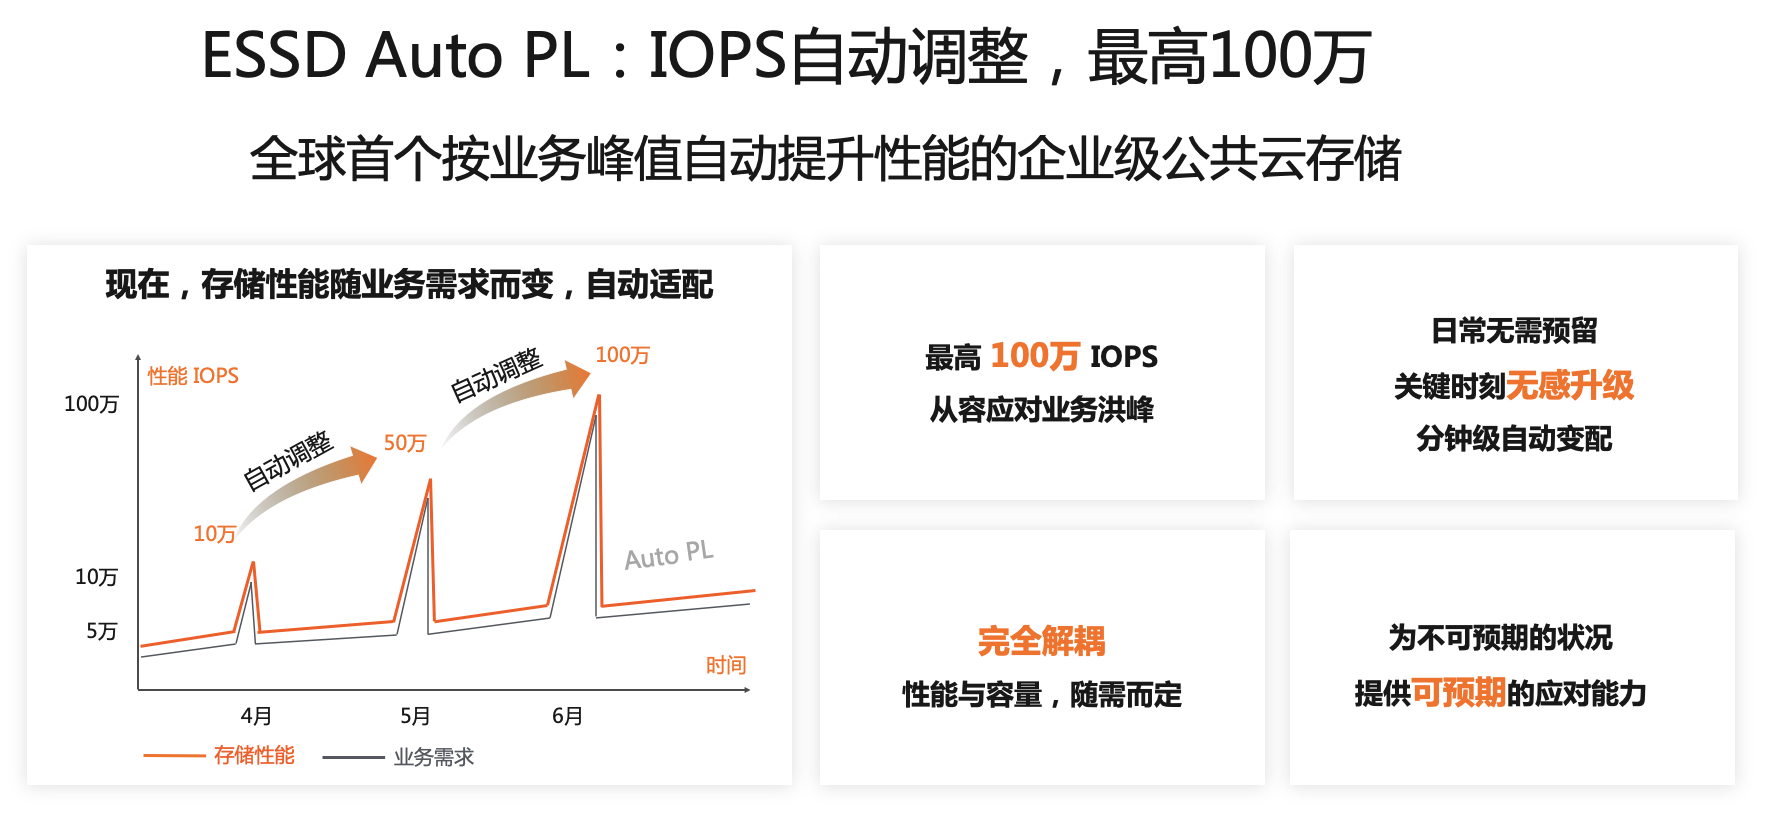 ESSD Auto PL：IOPS自动调整，最高100万
全球首个按业务峰值自动提升性能的企业级公共云存储
现在，存储性能随业务需求而变，自动适配
性能 IOPS
100万
10万
5万
10万
自动调整
50万
自动调整
100万
Auto PL
时间
4月
5月
6月
存储性能
业务需求
最高 100万 IOPS
从容应对业务洪峰
日常无需预留
关键时刻无感升级
分钟级自动变配
完全解耦
性能与容量，随需而定
为不可预期的状况
提供可预期的应对能力